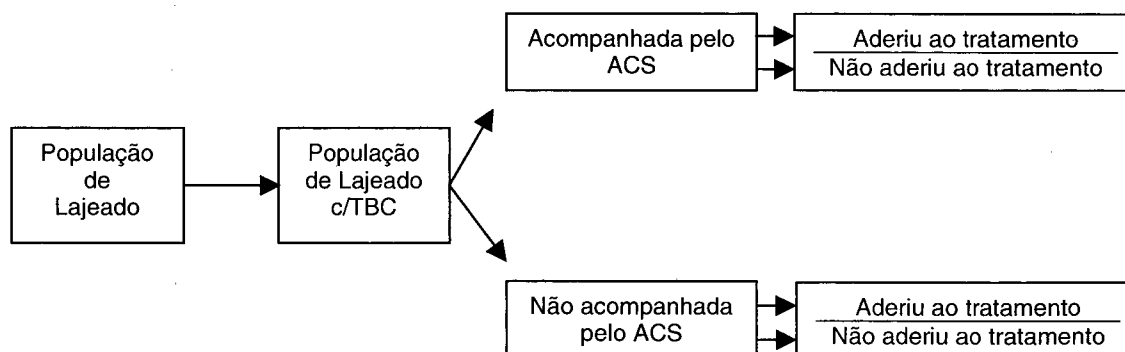 Acompanhada pelo
ACS
Aderiu ao tratamento
Não aderiu ao tratamento
População
de
Lajeado
População
de Lajeado
c/TBC
Não acompanhada
pelo ACS
Aderiu ao tratamento
Não aderiu ao tratamento